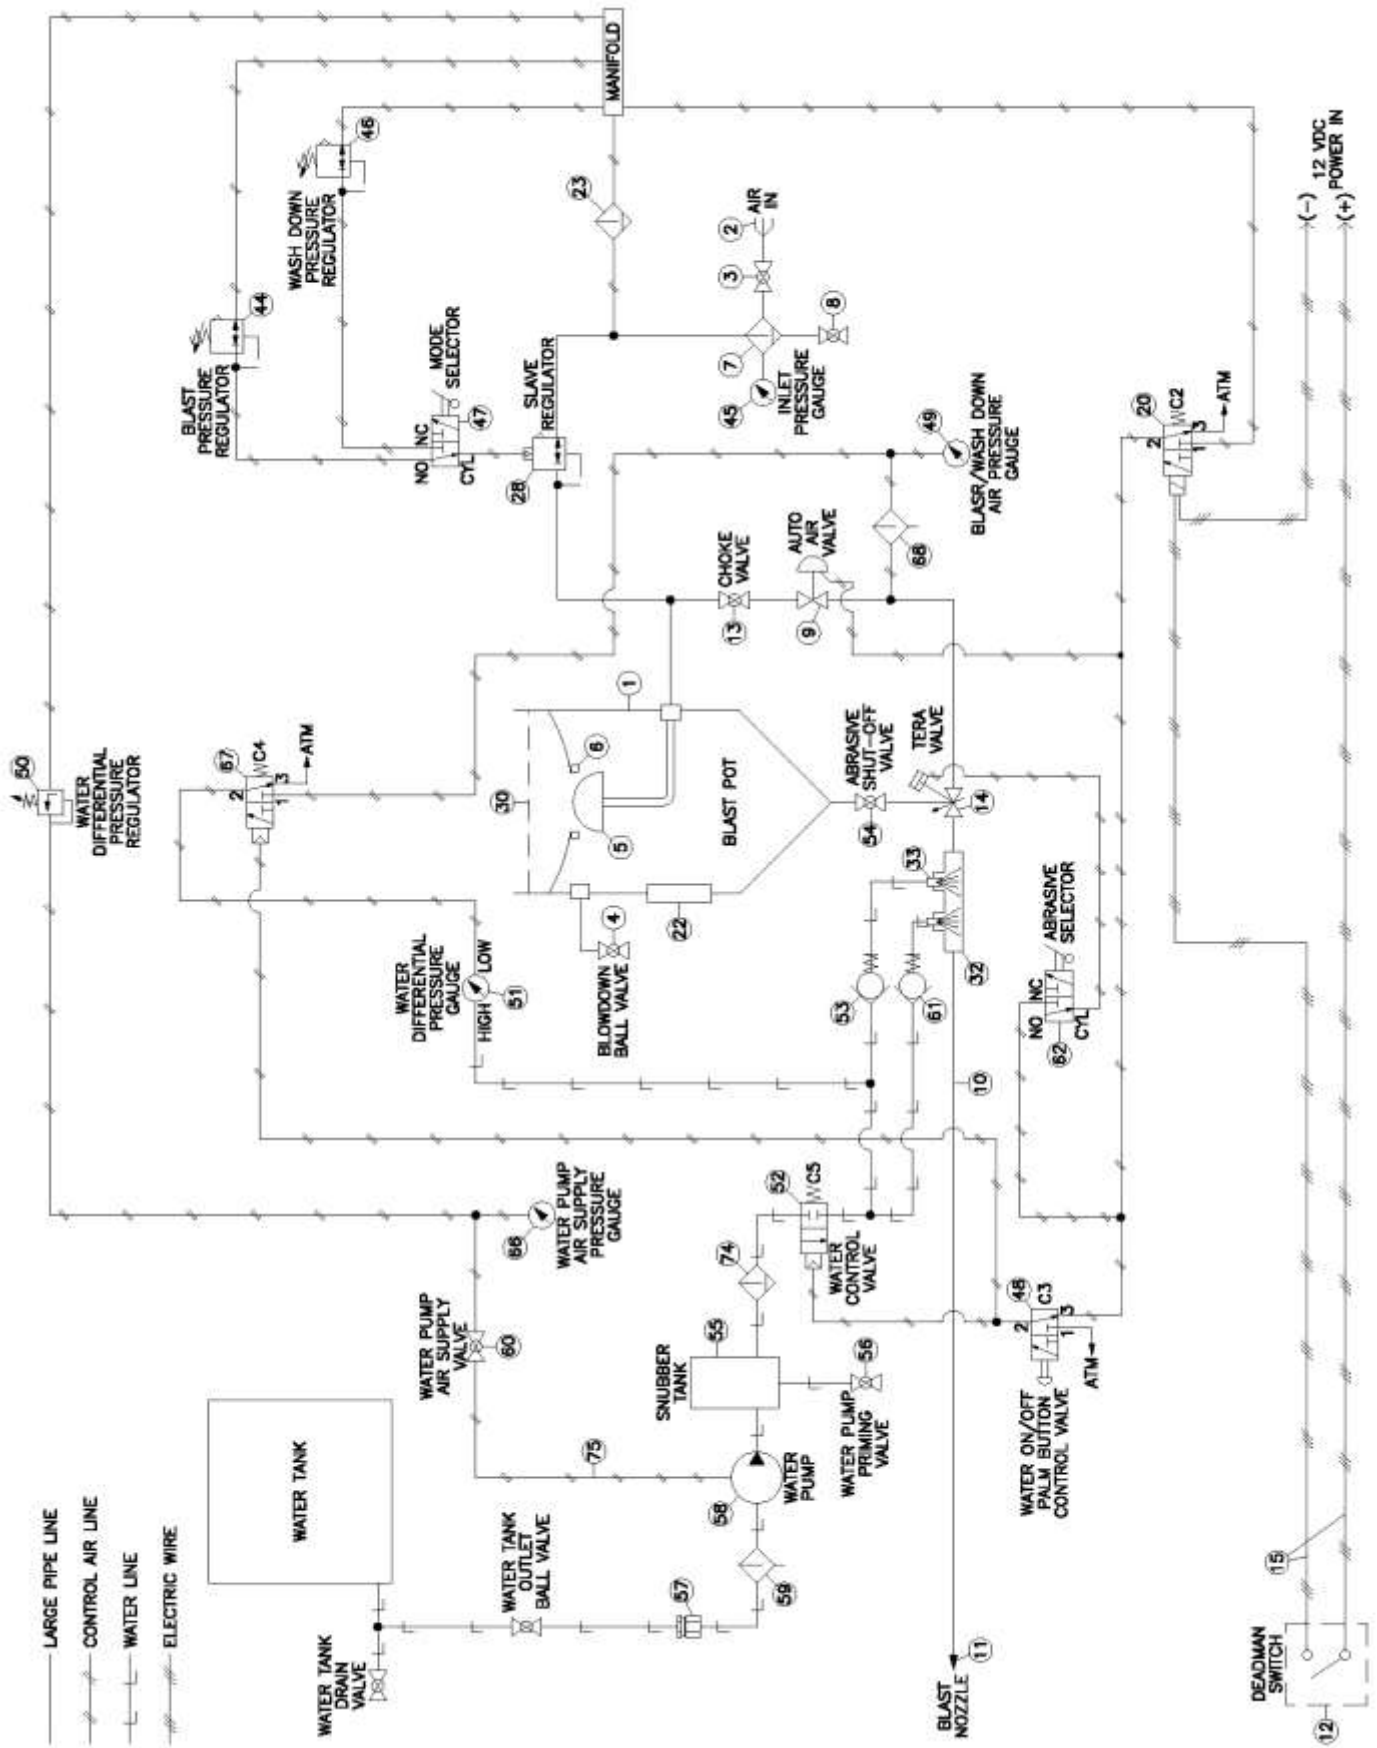 LARGE PIPE LINE
CONTROL AIR LINE
WATER LINE
ELECTRIC WIRE
WATER TANK
WATER TANK
DRAIN
VALVE
WATER TANK
OUTLET
BALL VALVE
57
59
58
WATER
PUMP
75
WATER PUMP
AIR SUPPLY
VALVE
60
SNUBBER
TANK
55
WATER PUMP
PRIMING
VALVE
56
74
66
WATER PUMP
AIR SUPPLY
PRESSURE
GAUGE
52
C5
WATER
CONTROL
VALVE
48
C3
2
1
3
ATM
WATER ON/OFF
PALM BUTTON
CONTROL VALVE
BLAST
NOZZLE
11
10
DEADMAN
SWITCH
12
15
50
WATER
DIFFERENTIAL
PRESSURE
REGULATOR
67
C4
2
1
3
ATM
WATER
DIFFERENTIAL
PRESSURE
GAUGE
HIGH
LOW
51
BLOWDOWN
BALL VALVE
4
22
30
5
6
1
BLAST POT
53
61
33
32
ABRASIVE
SHUT-OFF
VALVE
54
TERA
VALVE
14
ABRASIVE
SELECTOR
NO
NC
CYL
62
BLAST
PRESSURE
REGULATOR
44
WASH DOWN
PRESSURE
REGULATOR
46
MODE
SELECTOR
NO
NC
CYL
47
SLAVE
REGULATOR
28
CHOKE
VALVE
13
AUTO
AIR
VALVE
9
68
49
BLASR/WASH DOWN
AIR PRESSURE
GAUGE
MANIFOLD
23
AIR
IN
2
3
7
8
45
INLET
PRESSURE
GAUGE
20
C2
2
1
3
ATM
(-)
12 VDC
POWER IN
(+)